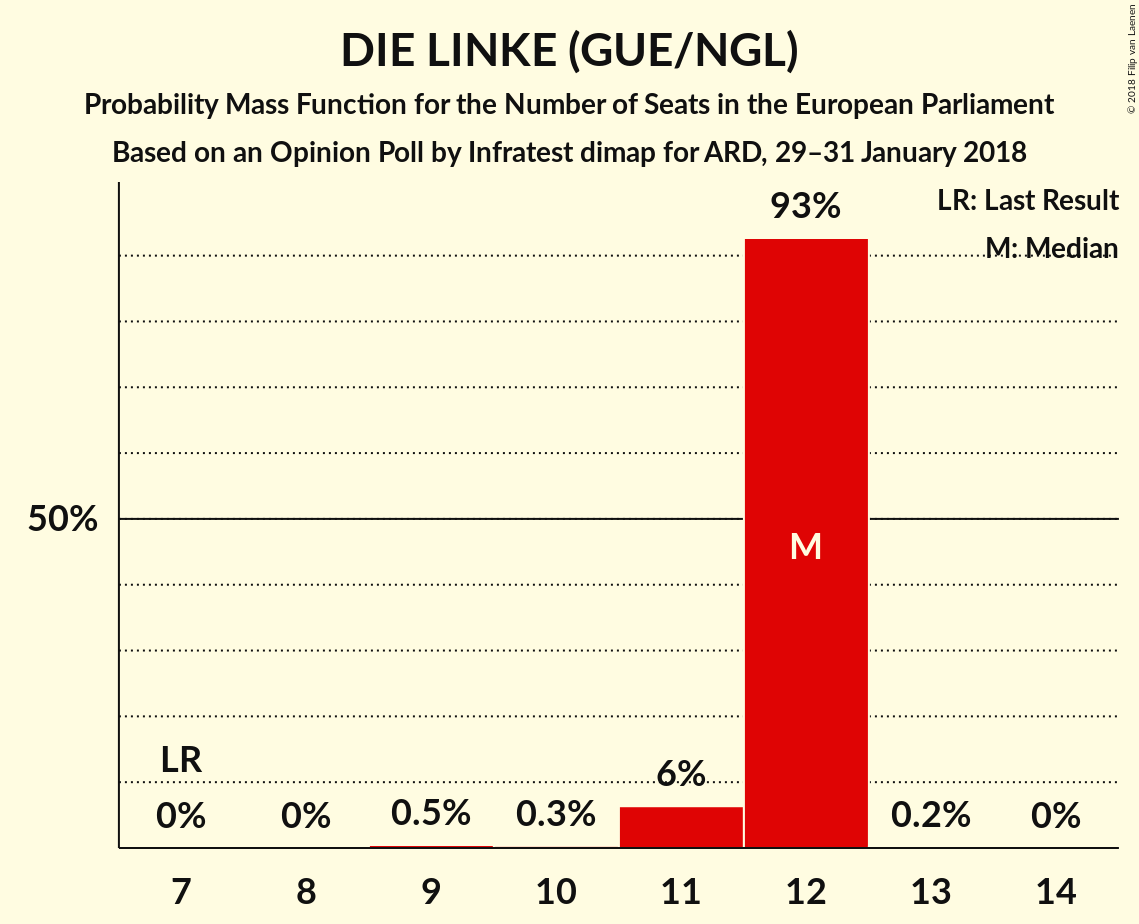 DIE LINKE (GUE/NGL)
Probability Mass Function for the Number of Seats in the European Parliament
Based on an Opinion Poll by Infratest dimap for ARD, 29–31 January 2018
© 2018 Filip van Laenen
LR: Last Result
M: Median
93%
50%
M
LR
0%
0%
0.5%
0.3%
6%
0.2%
0%
7 8 9 10 11 12 13 14